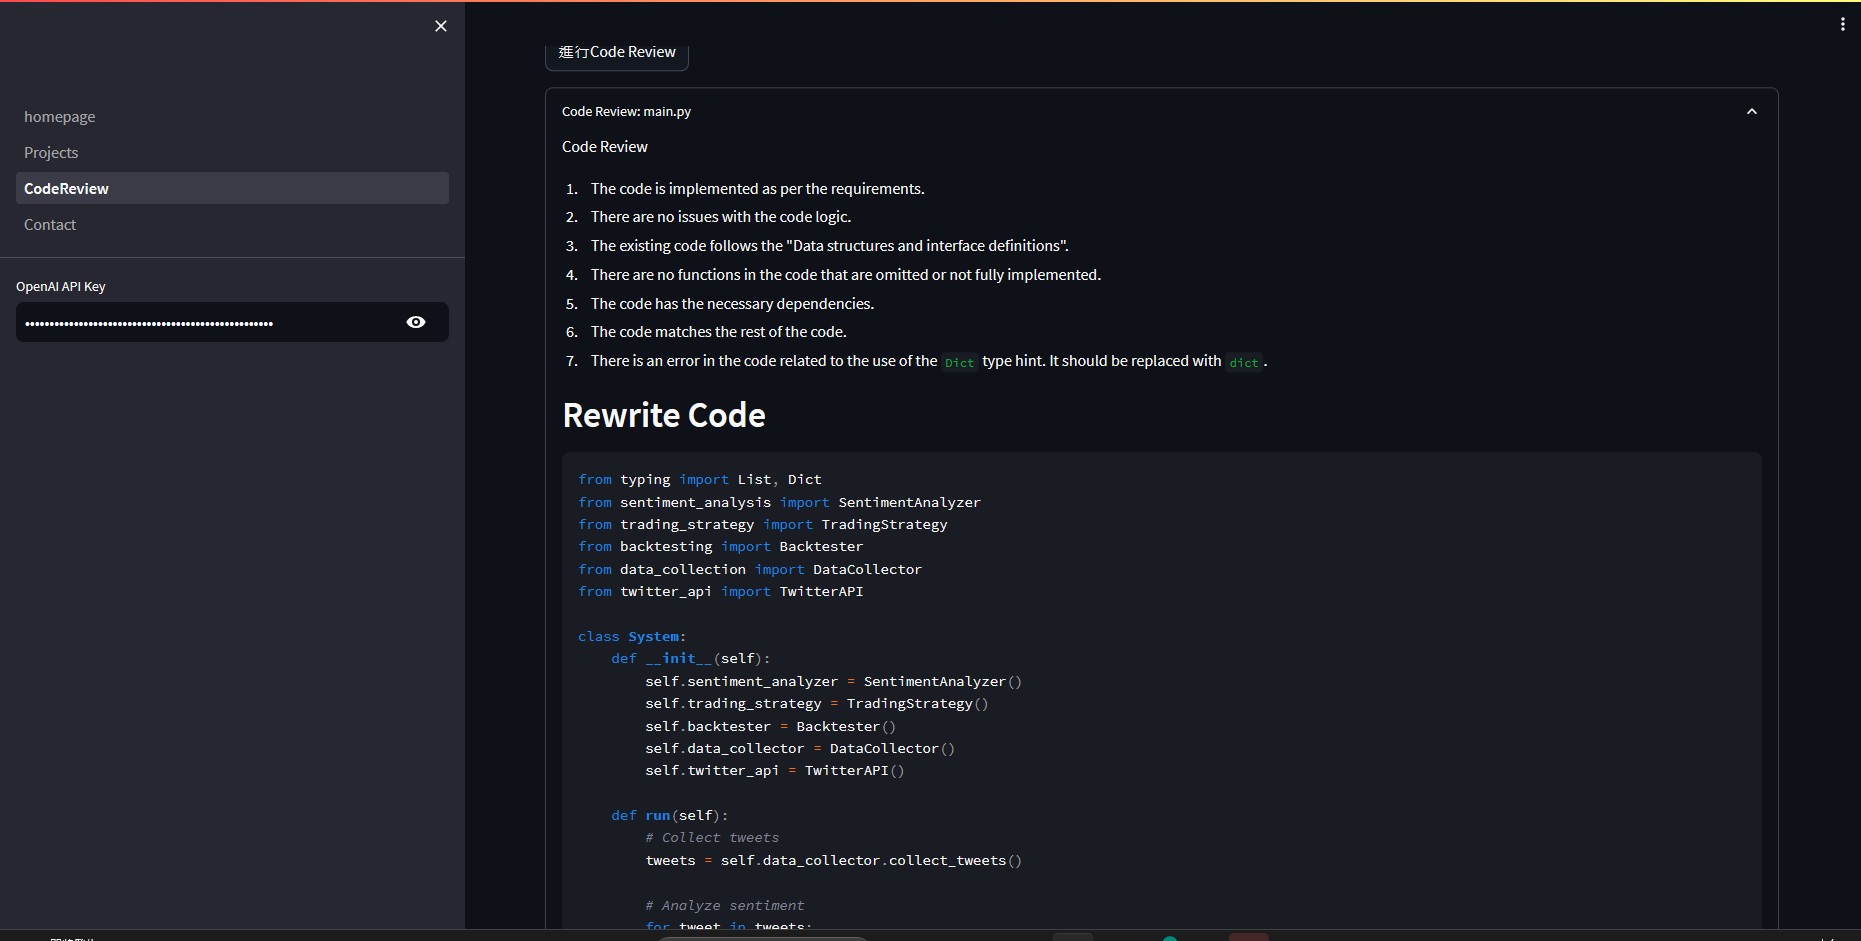 homepage
Projects
CodeReview
Contact
OpenAI API Key
進行Code Review
Code Review: main.py
Code Review
1. The code is implemented as per the requirements.
2. There are no issues with the code logic.
3. The existing code follows the "Data structures and interface definitions".
4. There are no functions in the code that are omitted or not fully implemented.
5. The code has the necessary dependencies.
6. The code matches the rest of the code.
7. There is an error in the code related to the use of the Dict type hint. It should be replaced with dict.
Rewrite Code
from typing import List, Dict
from sentiment_analysis import SentimentAnalyzer
from trading_strategy import TradingStrategy
from backtesting import Backtester
from data_collection import DataCollector
from twitter_api import TwitterAPI
class System:
def __init__(self):
self.sentiment_analyzer = SentimentAnalyzer()
self.trading_strategy = TradingStrategy()
self.backtester = Backtester()
self.data_collector = DataCollector()
self.twitter_api = TwitterAPI()
def run(self):
# Collect tweets
tweets = self.data_collector.collect_tweets()
# Analyze sentiment
for tweet in tweets: